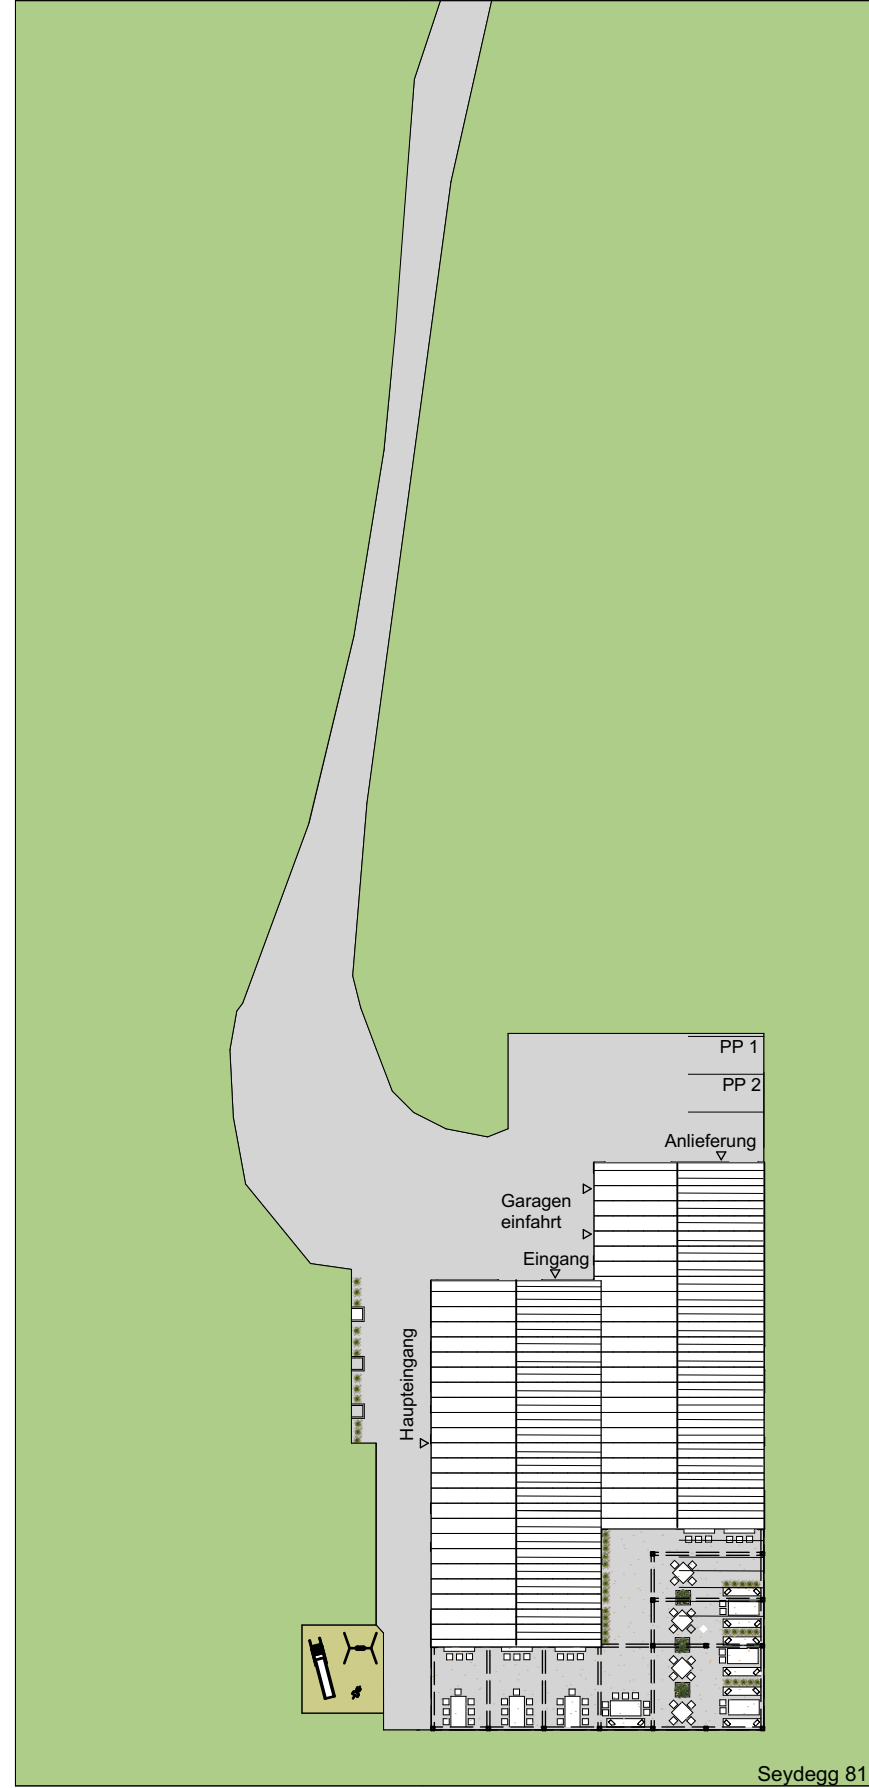 PP 1
PP 2
Anlieferung
Garagen
einfahrt
Eingang
Haupteingang
Seydegg 81